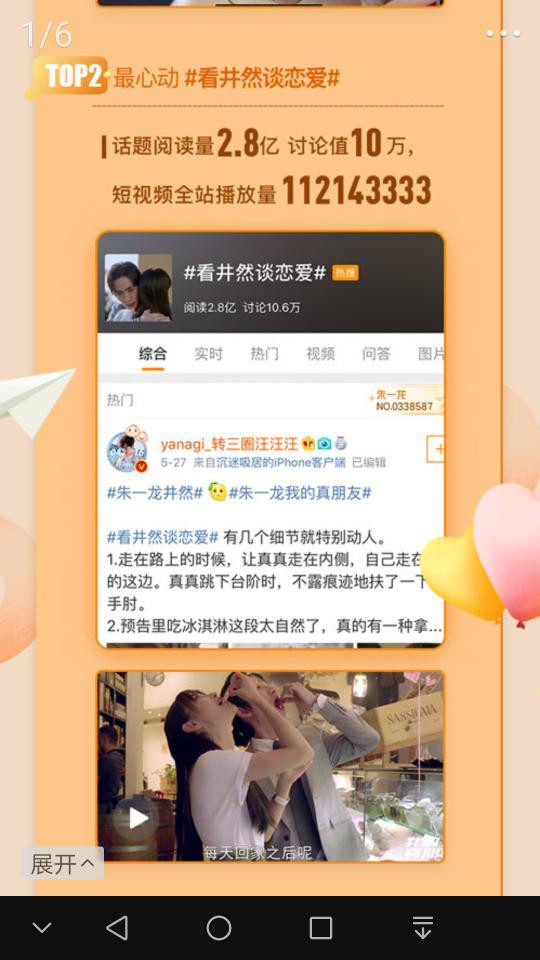 1/6
TOP2 最心动 #看井然谈恋爱#
话题阅读量2.8亿 讨论值10万，
短视频全站播放量 112143333
#看井然谈恋爱# 热搜
阅读2.8亿 讨论10.6万
综合 实时 热门 视频 问答 图片
热门
朱一龙
NO.0338587
yanagi_转三圈汪汪汪
5-27 来自沉迷吸居的iPhone客户端 已编辑
#朱一龙井然# #朱一龙我的真朋友#
#看井然谈恋爱# 有几个细节就特别动人。
1.走在路上的时候，让真真走在内侧，自己走在
的这边。真真跳下台阶时，不露痕迹地扶了一下
手肘。
2.预告里吃冰淇淋这段太自然了，真的有一种拿...
SASSICAIA
每天回家之后呢
展开